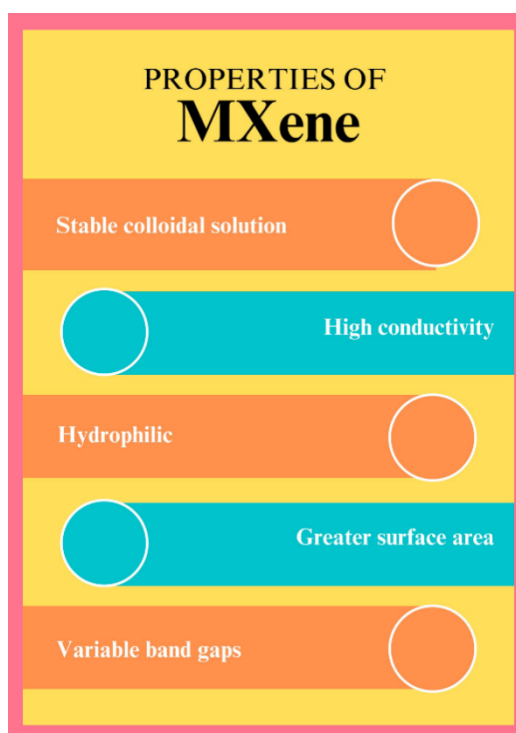 PROPERTIES OF
MXene
Stable colloidal solution
High conductivity
Hydrophilic
Greater surface area
Variable band gaps